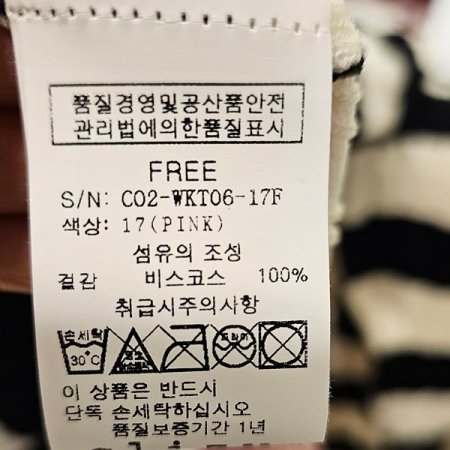 품질경영및공산품안전
관리법에의한품질표시
FREE
S/N: C02-WKT06-17F
색상: 17(PINK)
섬유의 조성
겉감 비스코스 100%
취급시주의사항
손세탁
30°C
드라이
이 상품은 반드시
단독 손세탁하십시오
품질보증기간 1년